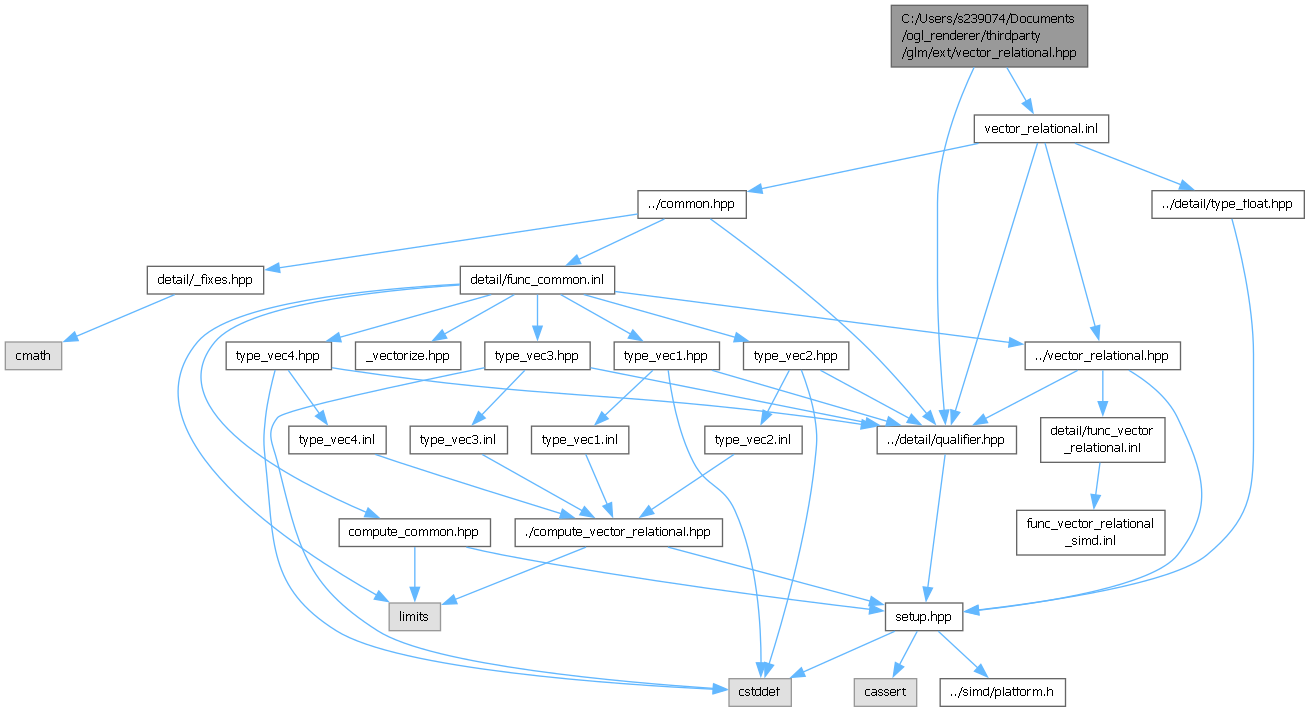 C:/Users/s239074/Documents
/ogl_renderer/thirdparty
/glm/ext/vector_relational.hpp
vector_relational.inl
../common.hpp
../detail/type_float.hpp
detail/_fixes.hpp
detail/func_common.inl
cmath
type_vec4.hpp
_vectorize.hpp
type_vec3.hpp
type_vec1.hpp
type_vec2.hpp
../vector_relational.hpp
type_vec4.inl
type_vec3.inl
type_vec1.inl
type_vec2.inl
../detail/qualifier.hpp
detail/func_vector
_relational.inl
compute_common.hpp
./compute_vector_relational.hpp
func_vector_relational
_simd.inl
limits
setup.hpp
cstddef
cassert
../simd/platform.h